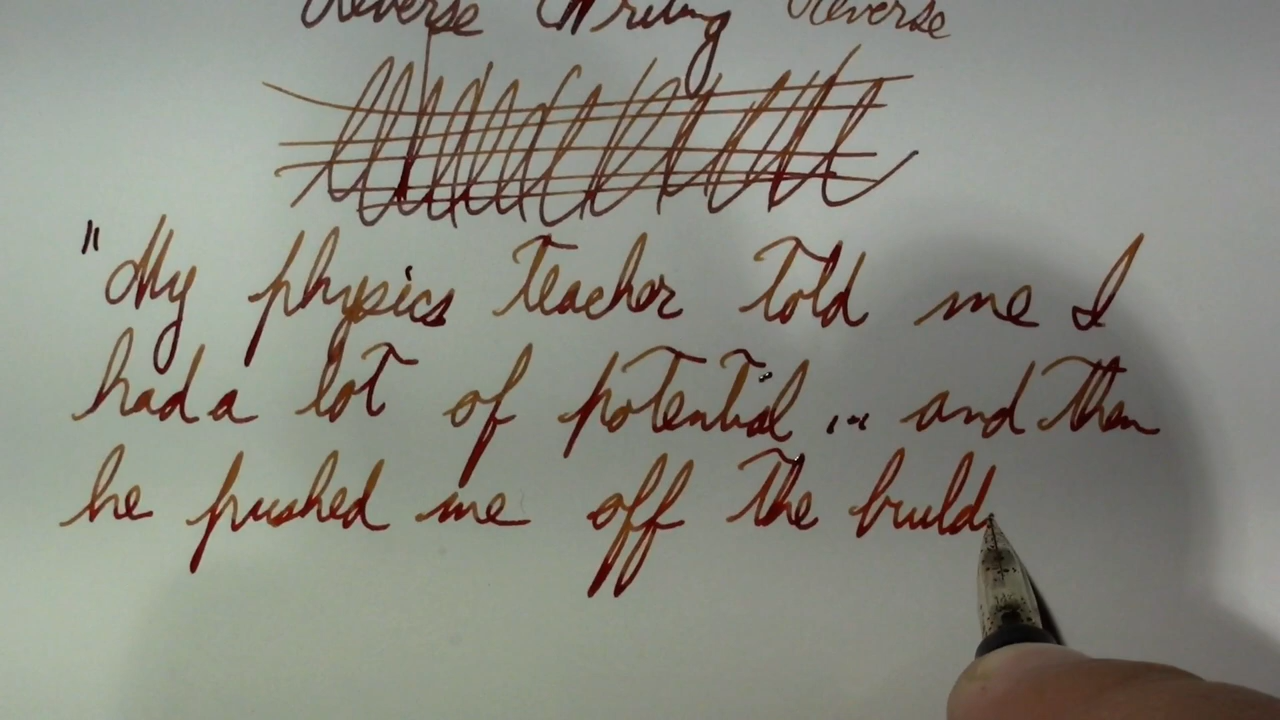 Reverse Writing Reverse
"My physics teacher told me I
had a lot of potential... and then
he pushed me off the build